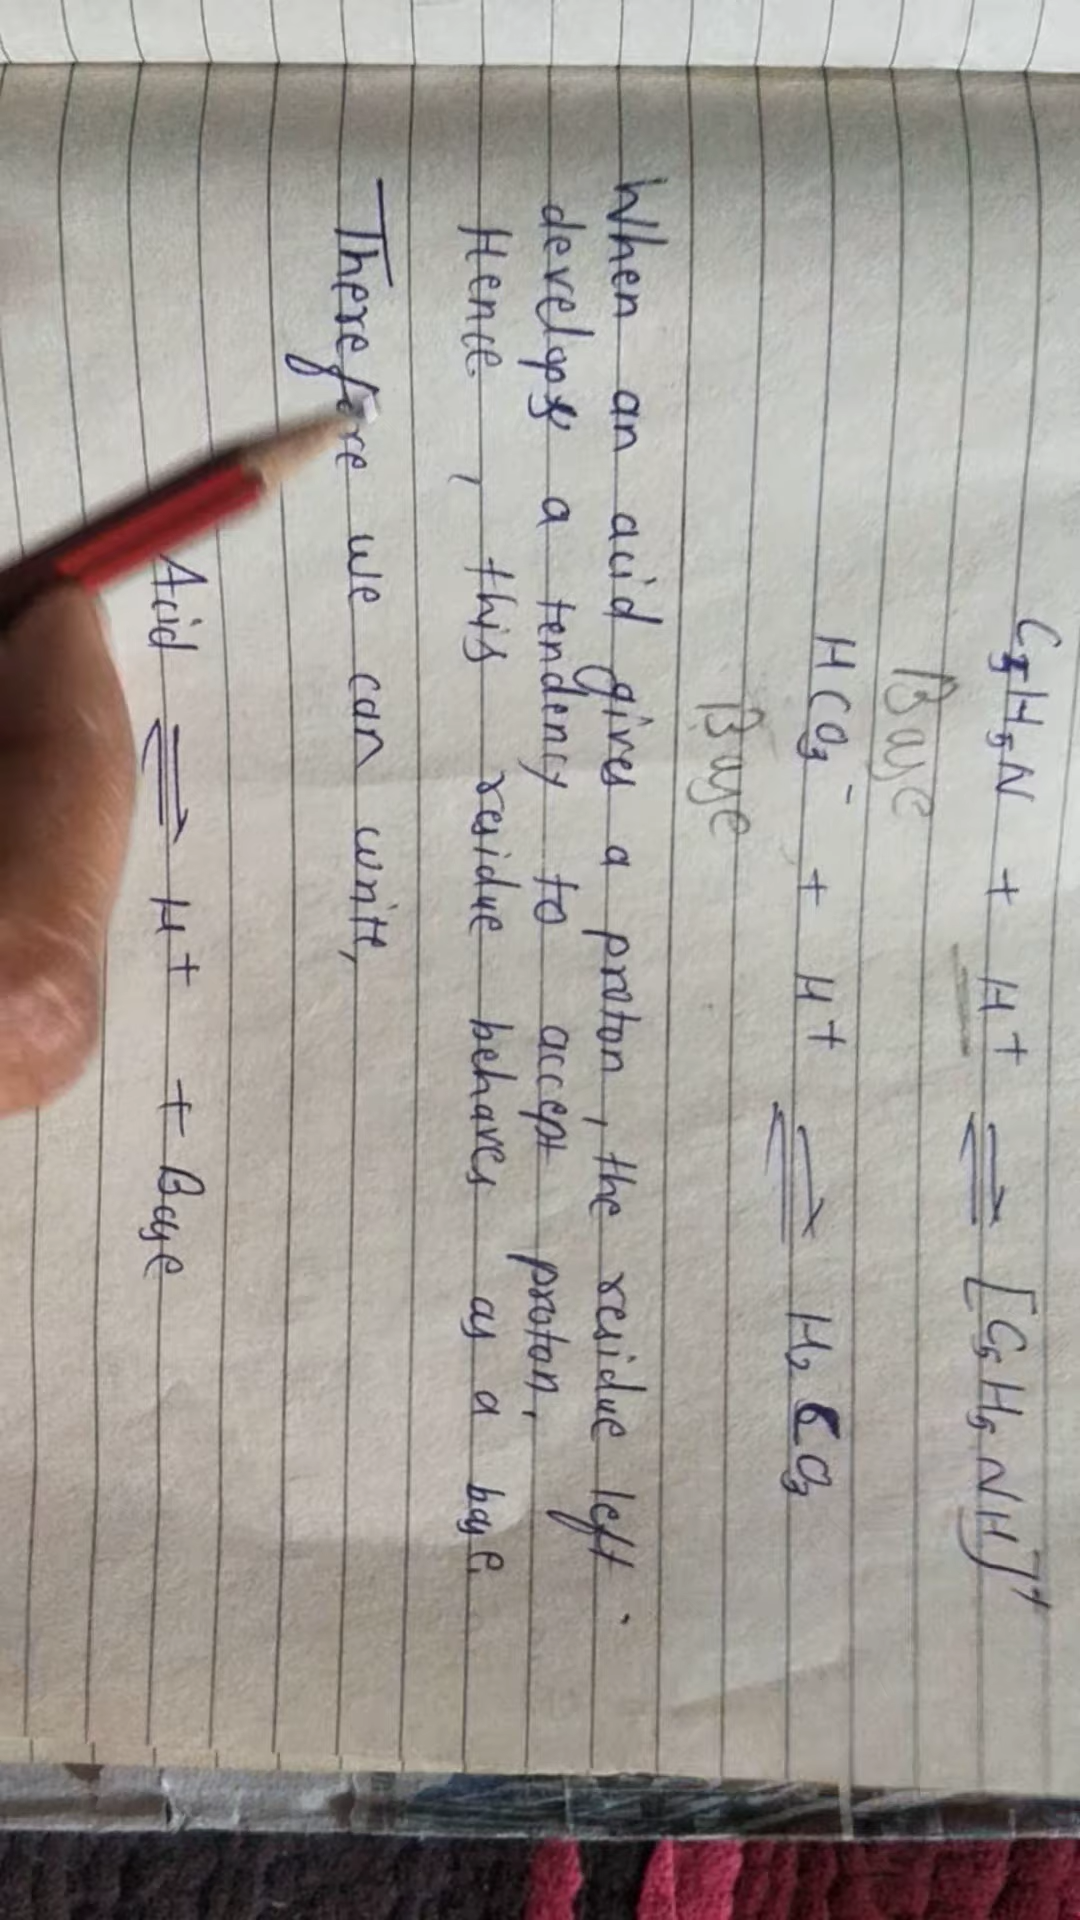 C₅H₅N + H⁺ ⇌ [C₅H₅NH]⁺
Base
HCO₃⁻ + H⁺ ⇌ H₂CO₃
Base
When an acid gives a proton, the residue left
develops a tendency to accept proton.
Hence, this residue behaves as a base.
Therefore we can write,
Acid ⇌ H⁺ + Base